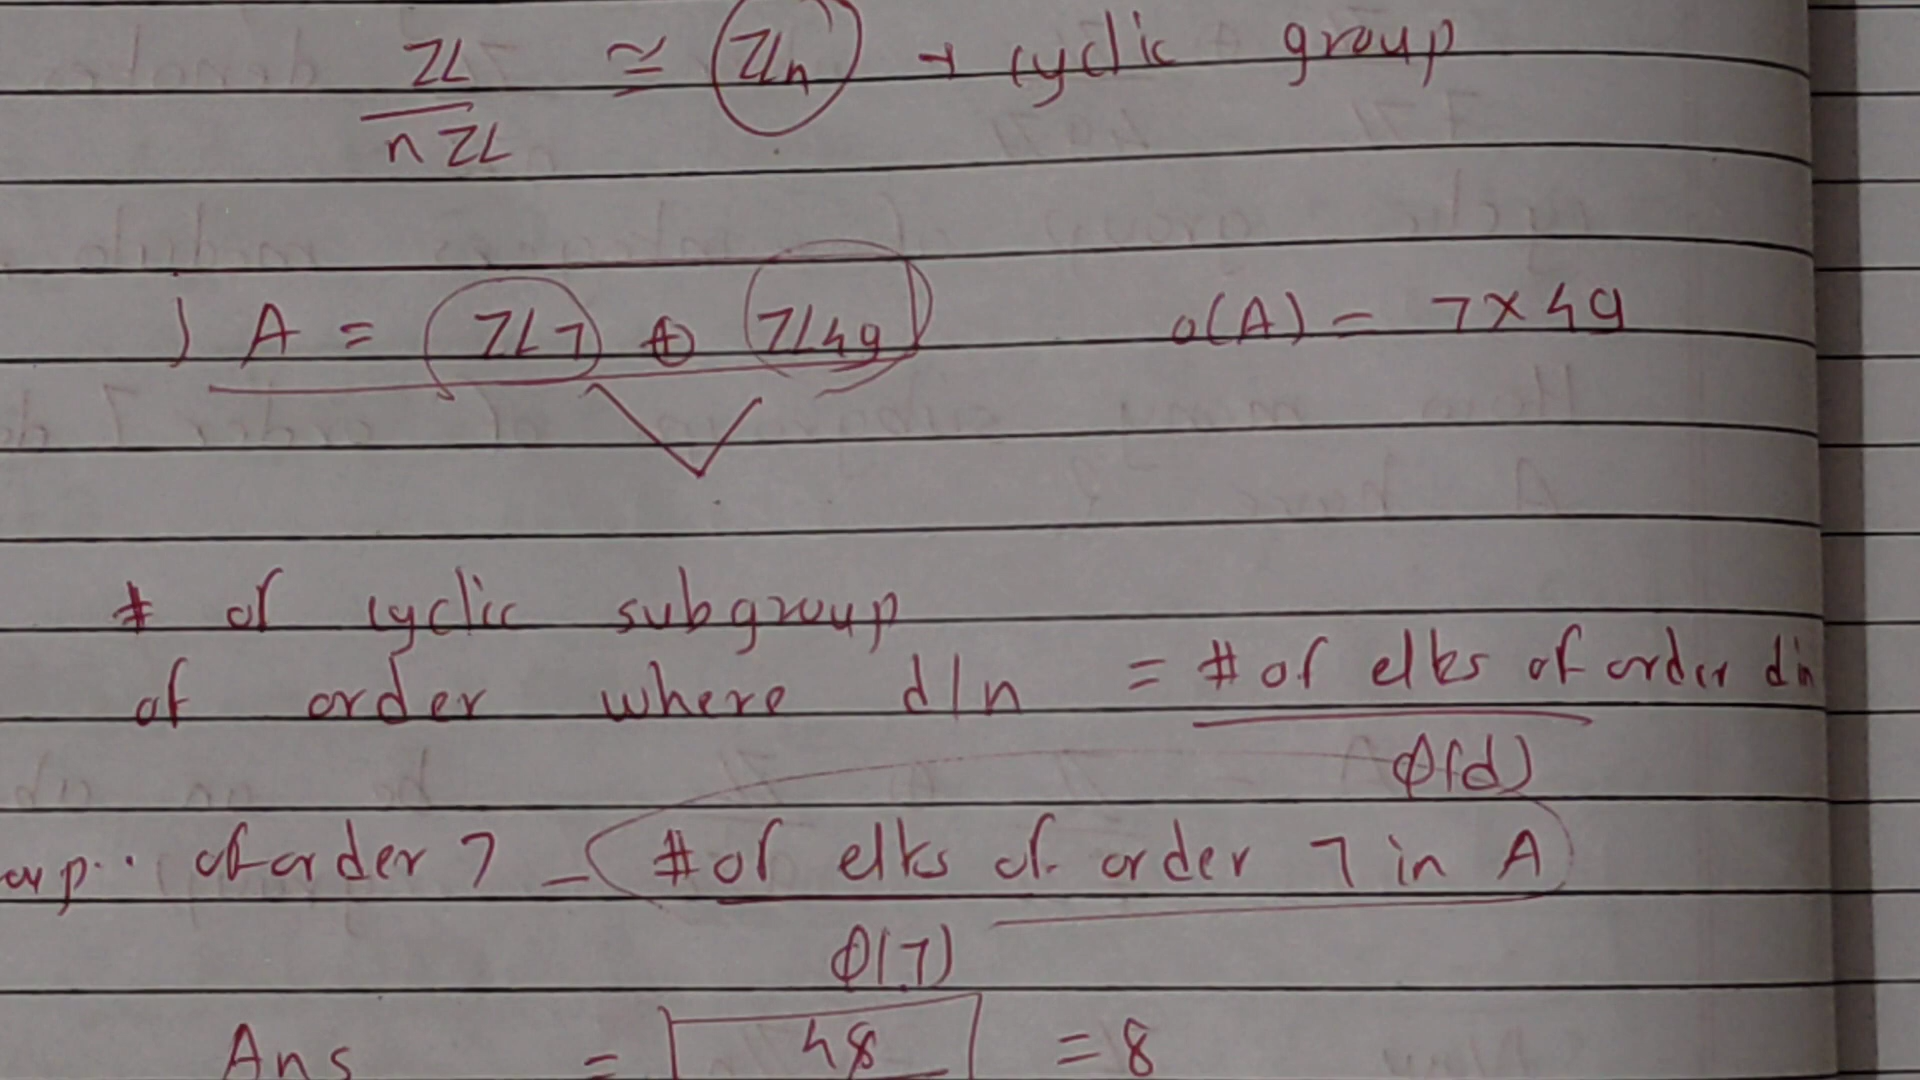 ℤ ≃ ℤn → cyclic group
nℤ
) A = ℤ7 ⊕ ℤ49 o(A) = 7×49
# of cyclic subgroup
of order where d/n = # of elts of order d in
φ(d)
of order 7 = # of elts of order 7 in A
φ(7)
Ans = 48 = 8